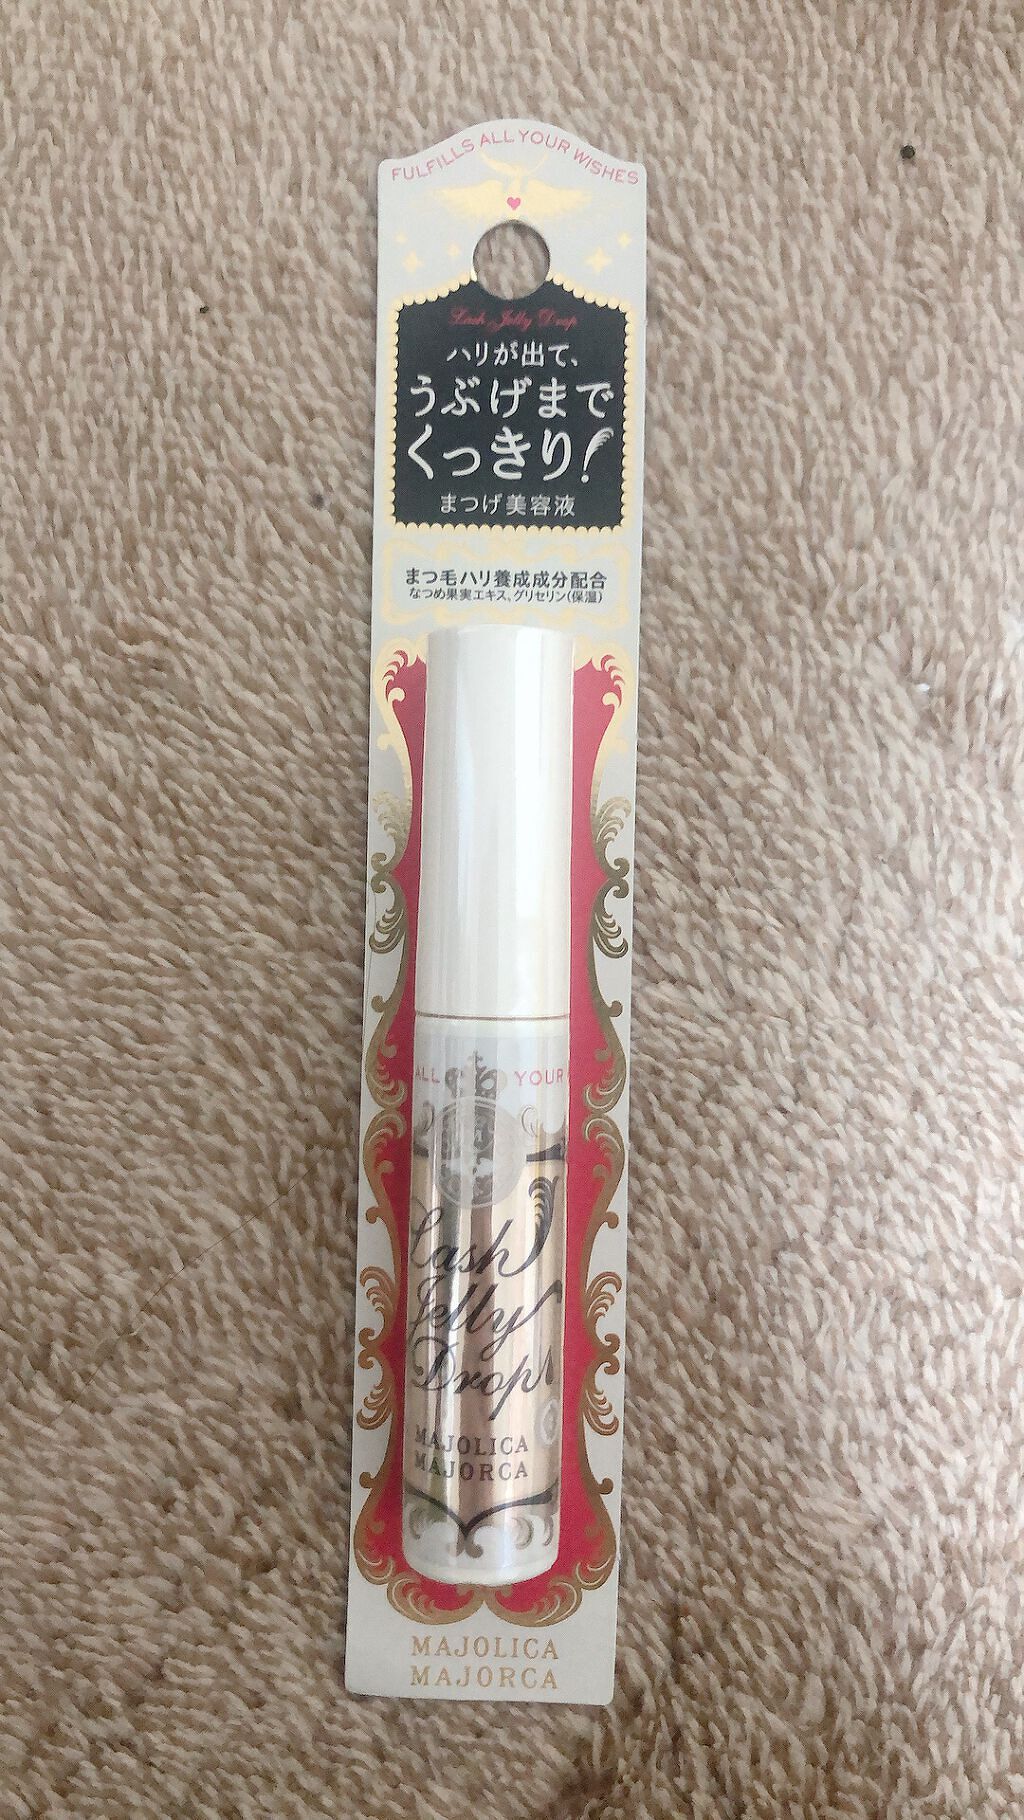 FULFILLS ALL YOUR WISHES
Lash Jelly Drop
ハリが出て、
うぶげまで
くっきり!
まつげ美容液
まつ毛ハリ養成成分配合
なつめ果実エキス、グリセリン(保湿)
ALL YOUR
Lash
Jelly
Drop
MAJOLICA
MAJORCA
MAJOLICA
MAJORCA